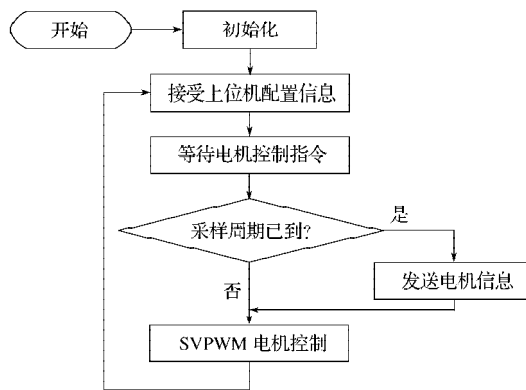 开始
初始化
接受上位机配置信息
等待电机控制指令
采样周期已到?
是
发送电机信息
否
SVPWM 电机控制